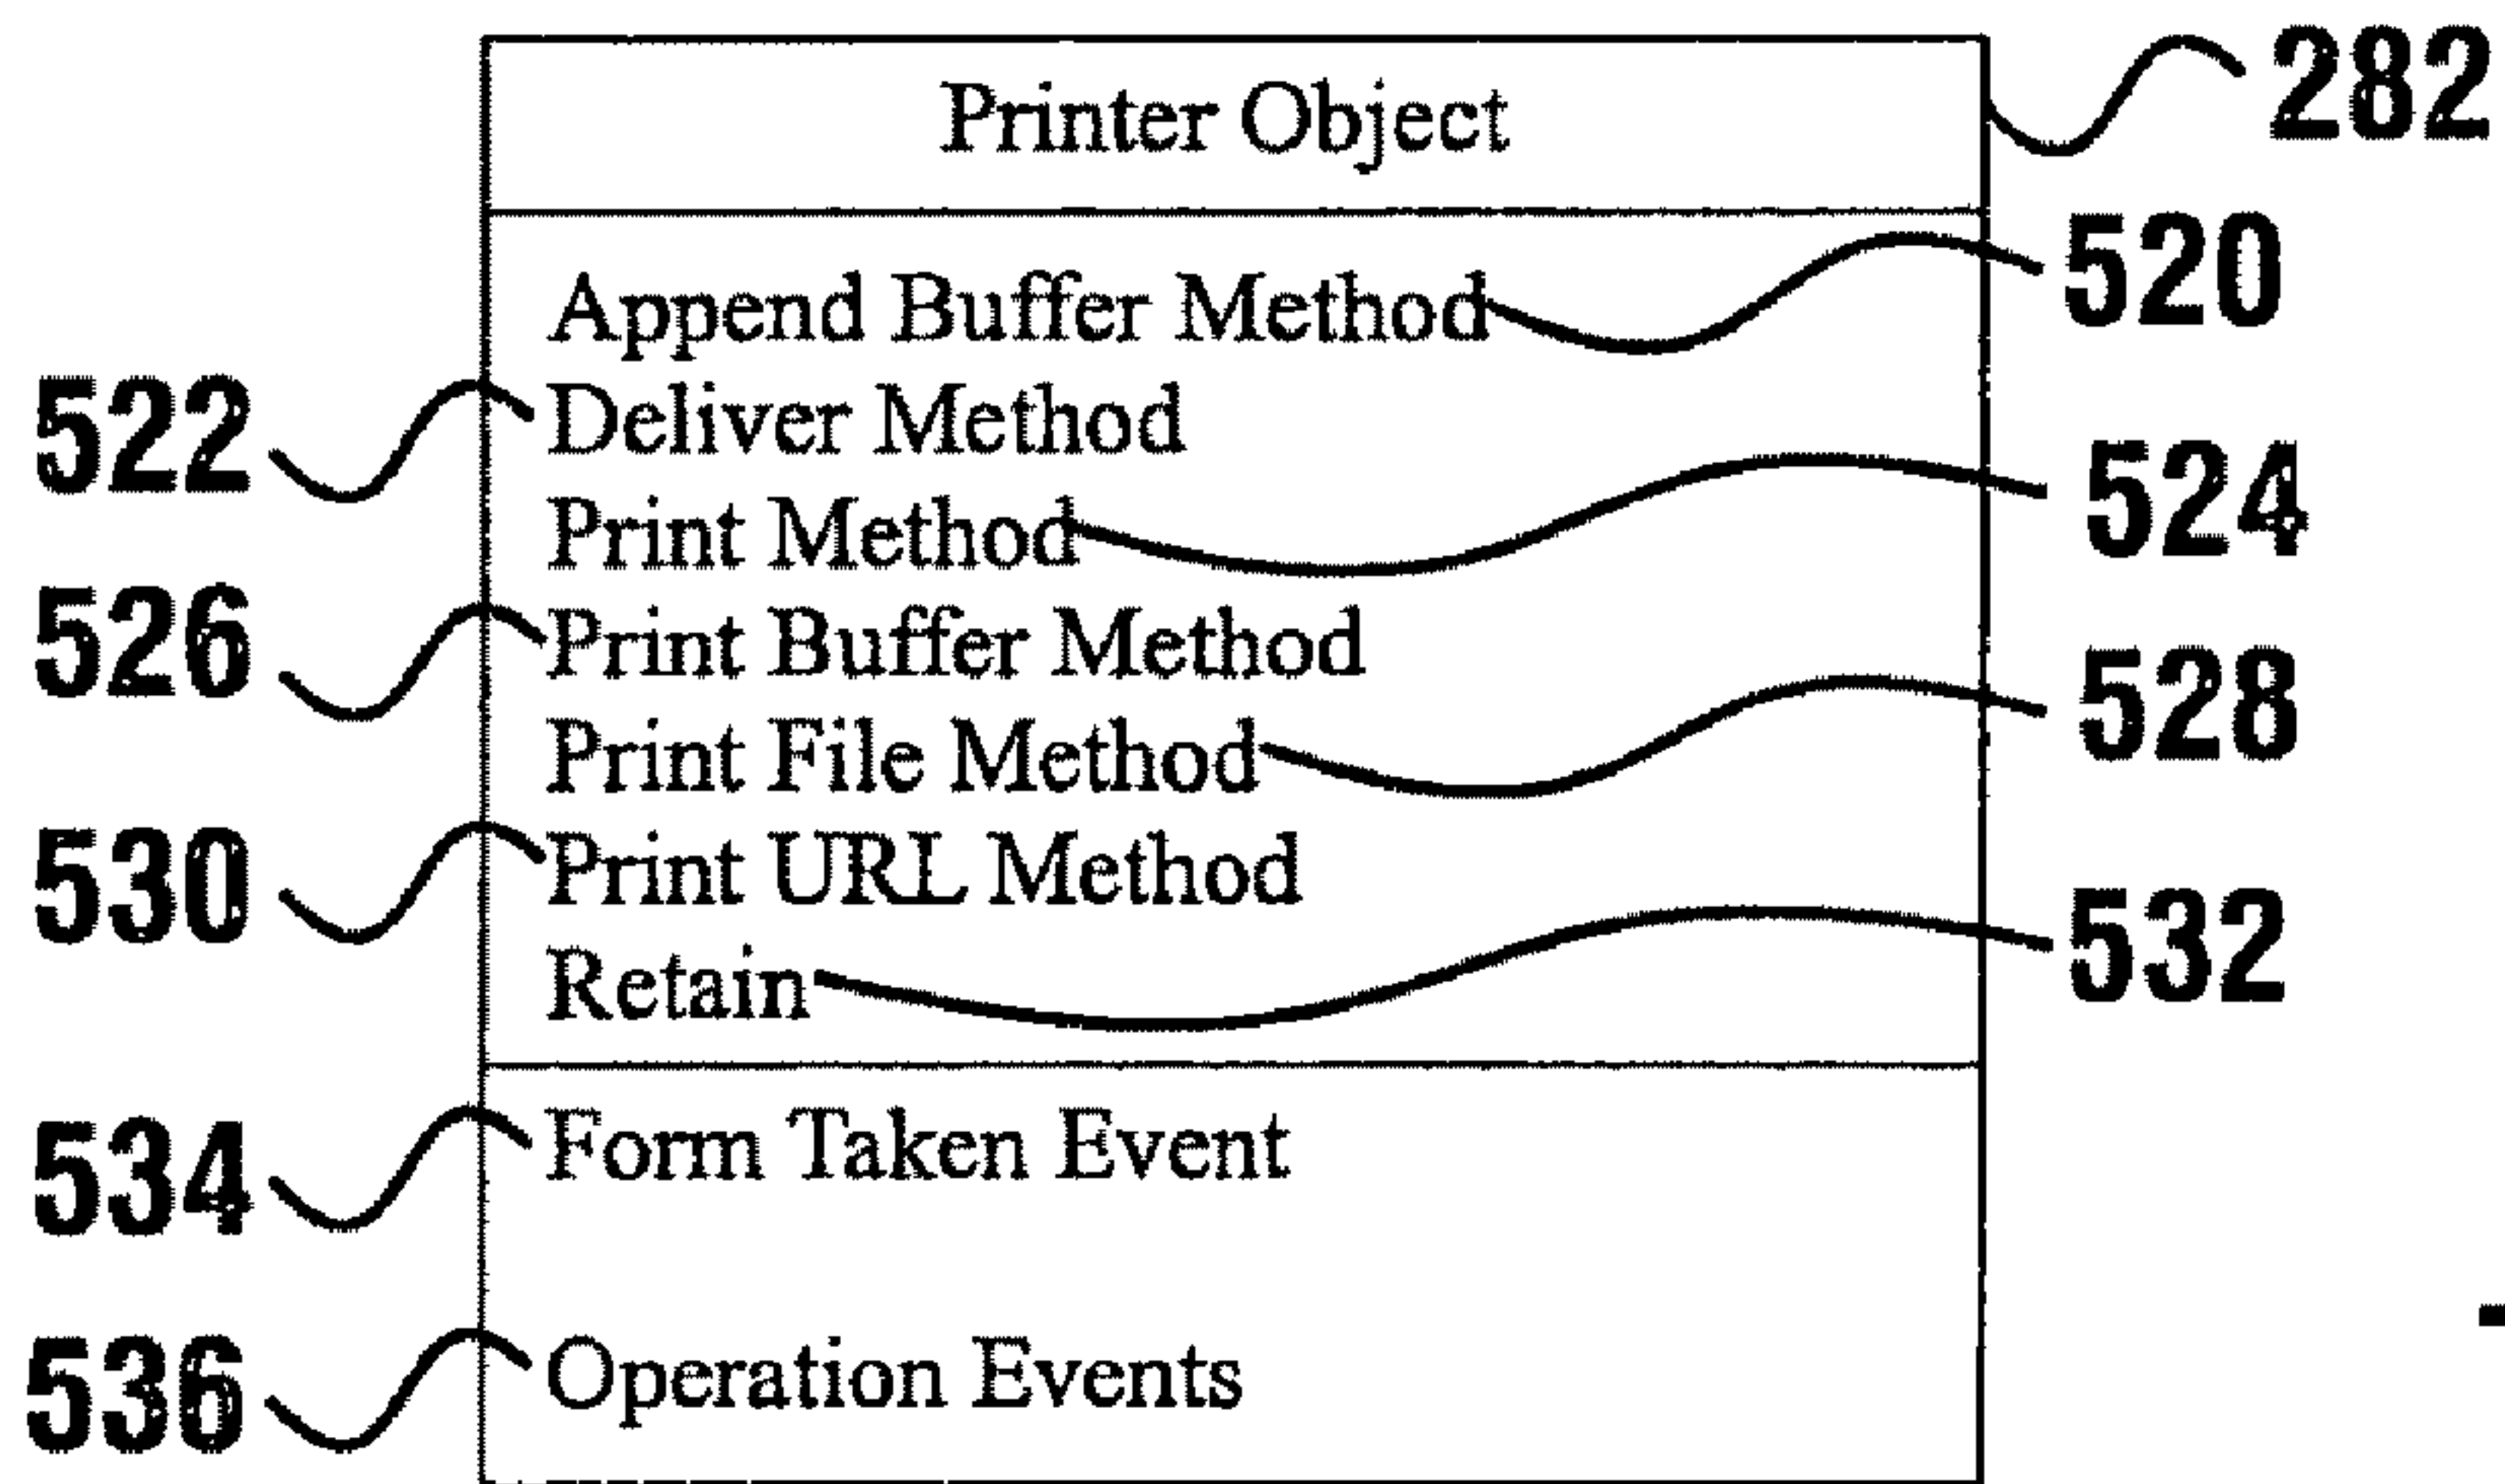 Printer Object 282
Append Buffer Method 520
522 Deliver Method
Print Method 524
526 Print Buffer Method
Print File Method 528
530 Print URL Method
Retain 532
534 Form Taken Event
536 Operation Events